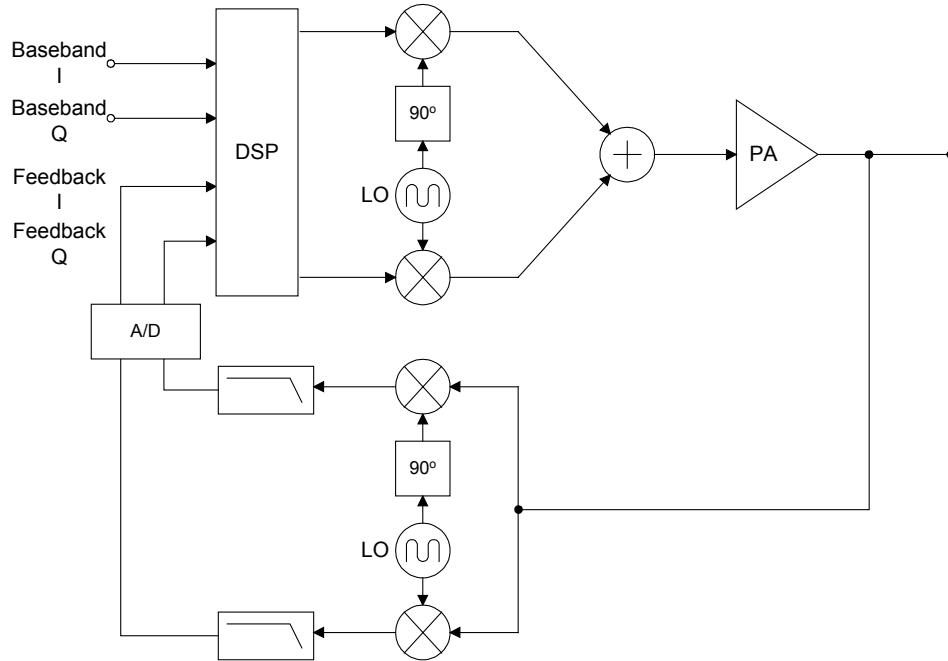 Baseband
I
Baseband
Q
Feedback
I
Feedback
Q
DSP
90º
LO
PA
A/D
90º
LO